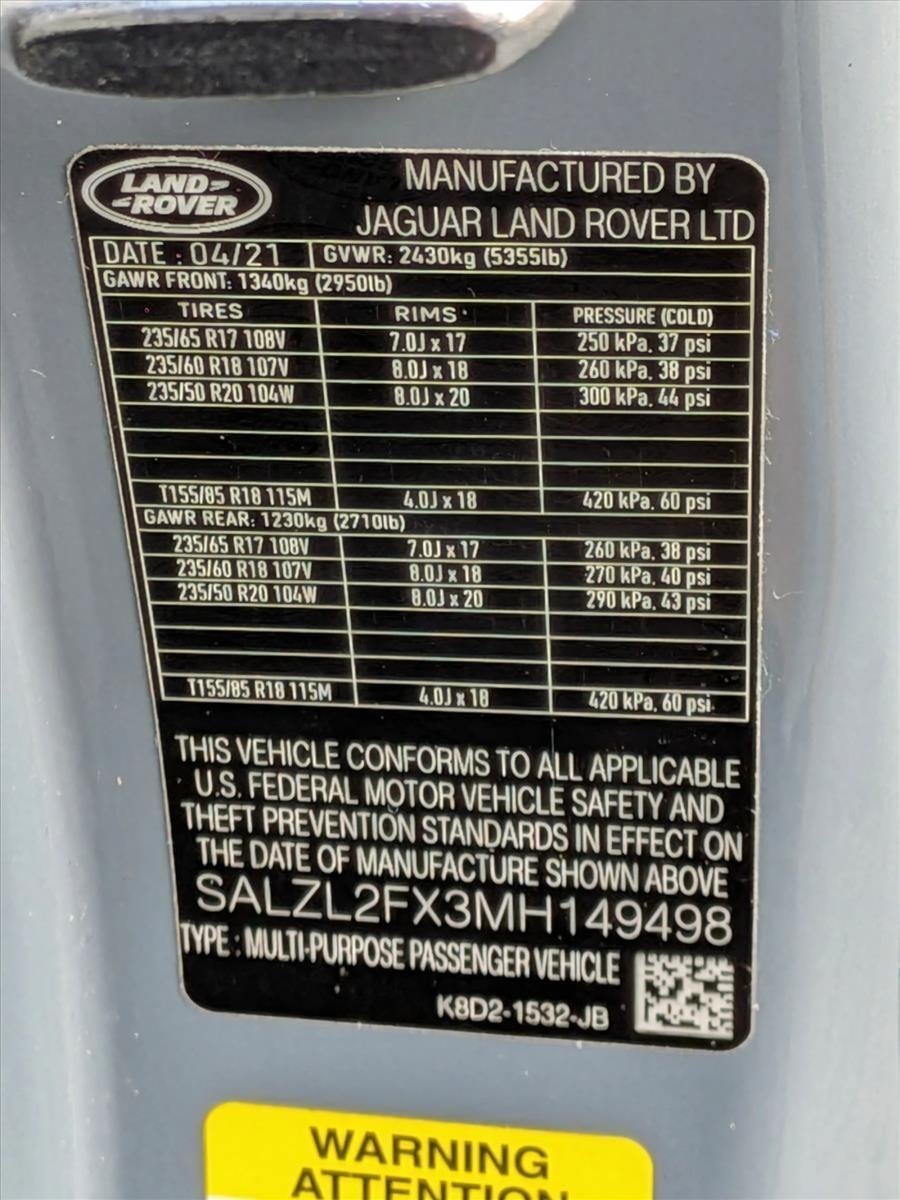 LAND-
-ROVER
MANUFACTURED BY
JAGUAR LAND ROVER LTD
DATE : 04/21 GVWR: 2430kg (5355lb)
GAWR FRONT: 1340kg (2950lb)
TIRES RIMS PRESSURE (COLD)
235/65 R17 108V 7.0J x 17 250 kPa, 37 psi
235/60 R18 107V 8.0J x 18 260 kPa, 38 psi
235/50 R20 104W 8.0J x 20 300 kPa, 44 psi
T155/85 R18 115M 4.0J x 18 420 kPa, 60 psi
GAWR REAR: 1230kg (2710lb)
235/65 R17 108V 7.0J x 17 260 kPa, 38 psi
235/60 R18 107V 8.0J x 18 270 kPa, 40 psi
235/50 R20 104W 8.0J x 20 290 kPa, 43 psi
T155/85 R18 115M 4.0J x 18 420 kPa, 60 psi
THIS VEHICLE CONFORMS TO ALL APPLICABLE
U.S. FEDERAL MOTOR VEHICLE SAFETY AND
THEFT PREVENTION STANDARDS IN EFFECT ON
THE DATE OF MANUFACTURE SHOWN ABOVE
SALZL2FX3MH149498
TYPE : MULTI-PURPOSE PASSENGER VEHICLE
K8D2-1532-JB
WARNING
ATTENTION